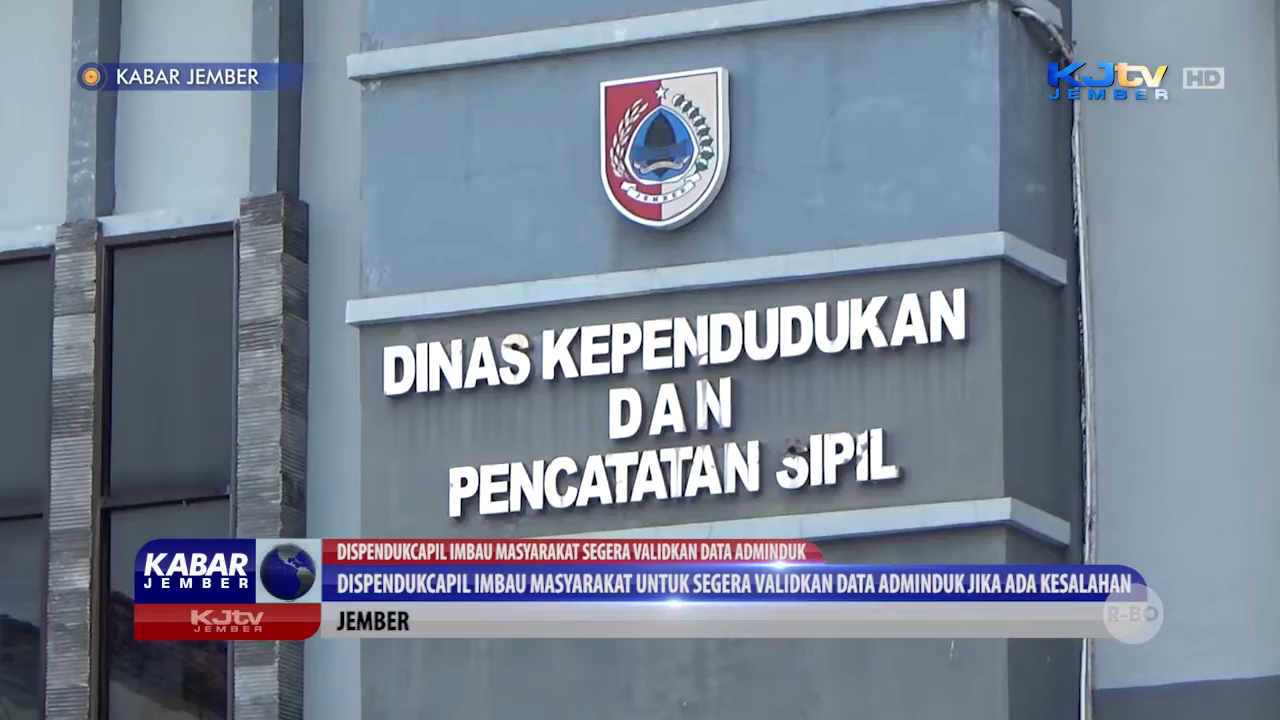 KABAR JEMBER
KJtv HD
JEMBER
JEMBER
DINAS KEPENDUDUKAN
DAN
PENCATATAN SIPIL
KABAR
JEMBER
DISPENDUKCAPIL IMBAU MASYARAKAT SEGERA VALIDKAN DATA ADMINDUK
DISPENDUKCAPIL IMBAU MASYARAKAT UNTUK SEGERA VALIDKAN DATA ADMINDUK JIKA ADA KESALAHAN
KJtv
JEMBER
JEMBER
R-BO